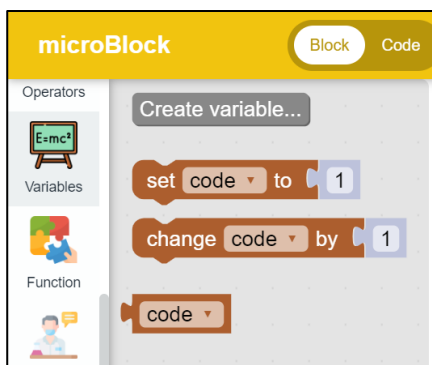 microBlock
Block Code
Operators
Create variable...
E=mc²
Variables
set code to 1
change code by 1
Function
code